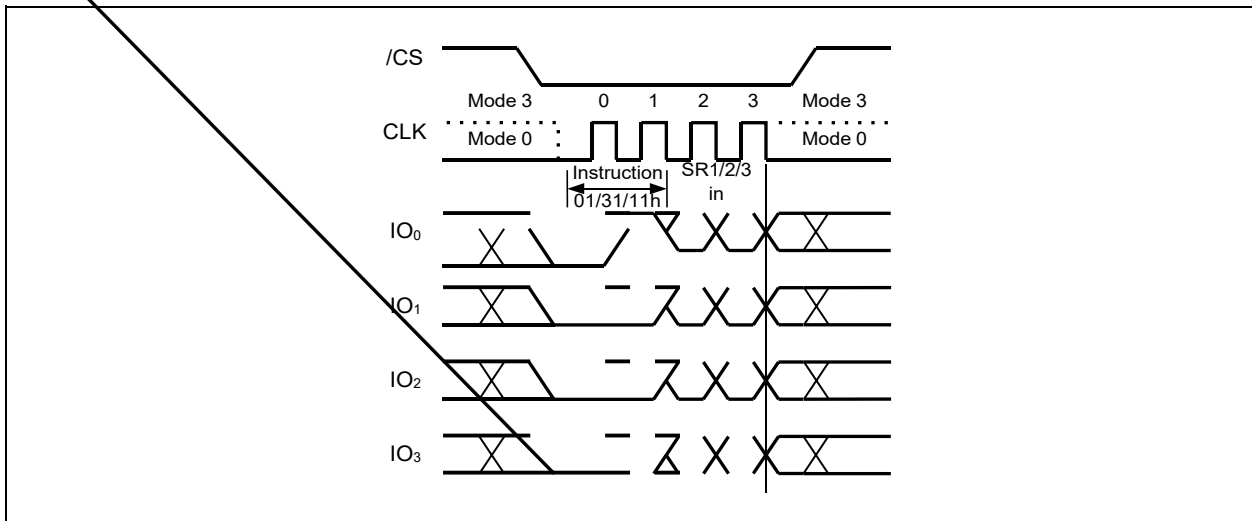 /CS
Mode 3 0 1 2 3 Mode 3
CLK Mode 0 Mode 0
Instruction SR1/2/3
01/31/11h in
IO₀
IO₁
IO₂
IO₃